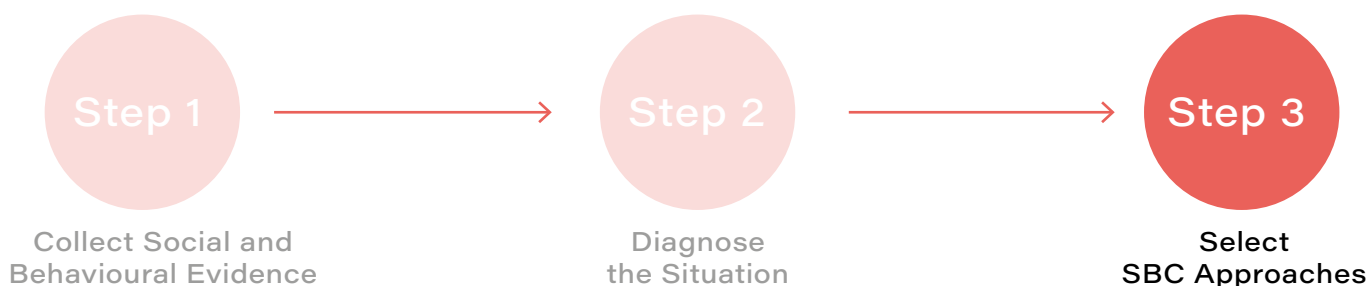 Step 1
Step 2
Step 3
Collect Social and
Behavioural Evidence
Diagnose
the Situation
Select
SBC Approaches